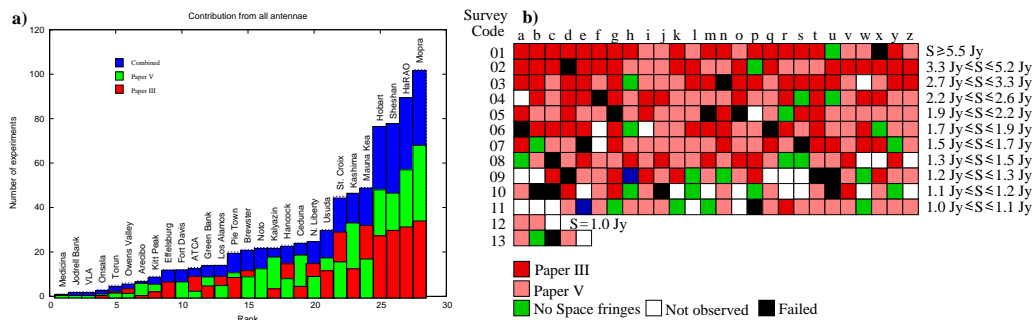 a)
Contribution from all antennae
120
100
80
60
40
20
0
Number of experiments
Combined
Paper V
Paper III
Medicina
Jodrell Bank
VLA
Onsala
Torun
Owens Valley
Arecibo
Kitt Peak
Effelsburg
Fort Davis
ATCA
Green Bank
Los Alamos
Pie Town
Brewster
Noto
Kalyazin
Hancock
Ceduna
N. Liberty
Usuda
St. Croix
Kashima
Mauna Kea
Hobart
Sheshan
HaRAO
Mopra
0 5 10 15 20 25 30
Rank
b)
Survey
Code
a b c d e f g h i j k l m n o p q r s t u v w x y z
01 S≥5.5 Jy
02 3.3 Jy≤S≤5.2 Jy
03 2.7 Jy≤S≤3.3 Jy
04 2.2 Jy≤S≤2.6 Jy
05 1.9 Jy≤S≤2.2 Jy
06 1.7 Jy≤S≤1.9 Jy
07 1.5 Jy≤S≤1.7 Jy
08 1.3 Jy≤S≤1.5 Jy
09 1.2 Jy≤S≤1.3 Jy
10 1.1 Jy≤S≤1.2 Jy
11 1.0 Jy≤S≤1.1 Jy
12 S=1.0 Jy
13
Paper III
Paper V
No Space fringes Not observed Failed